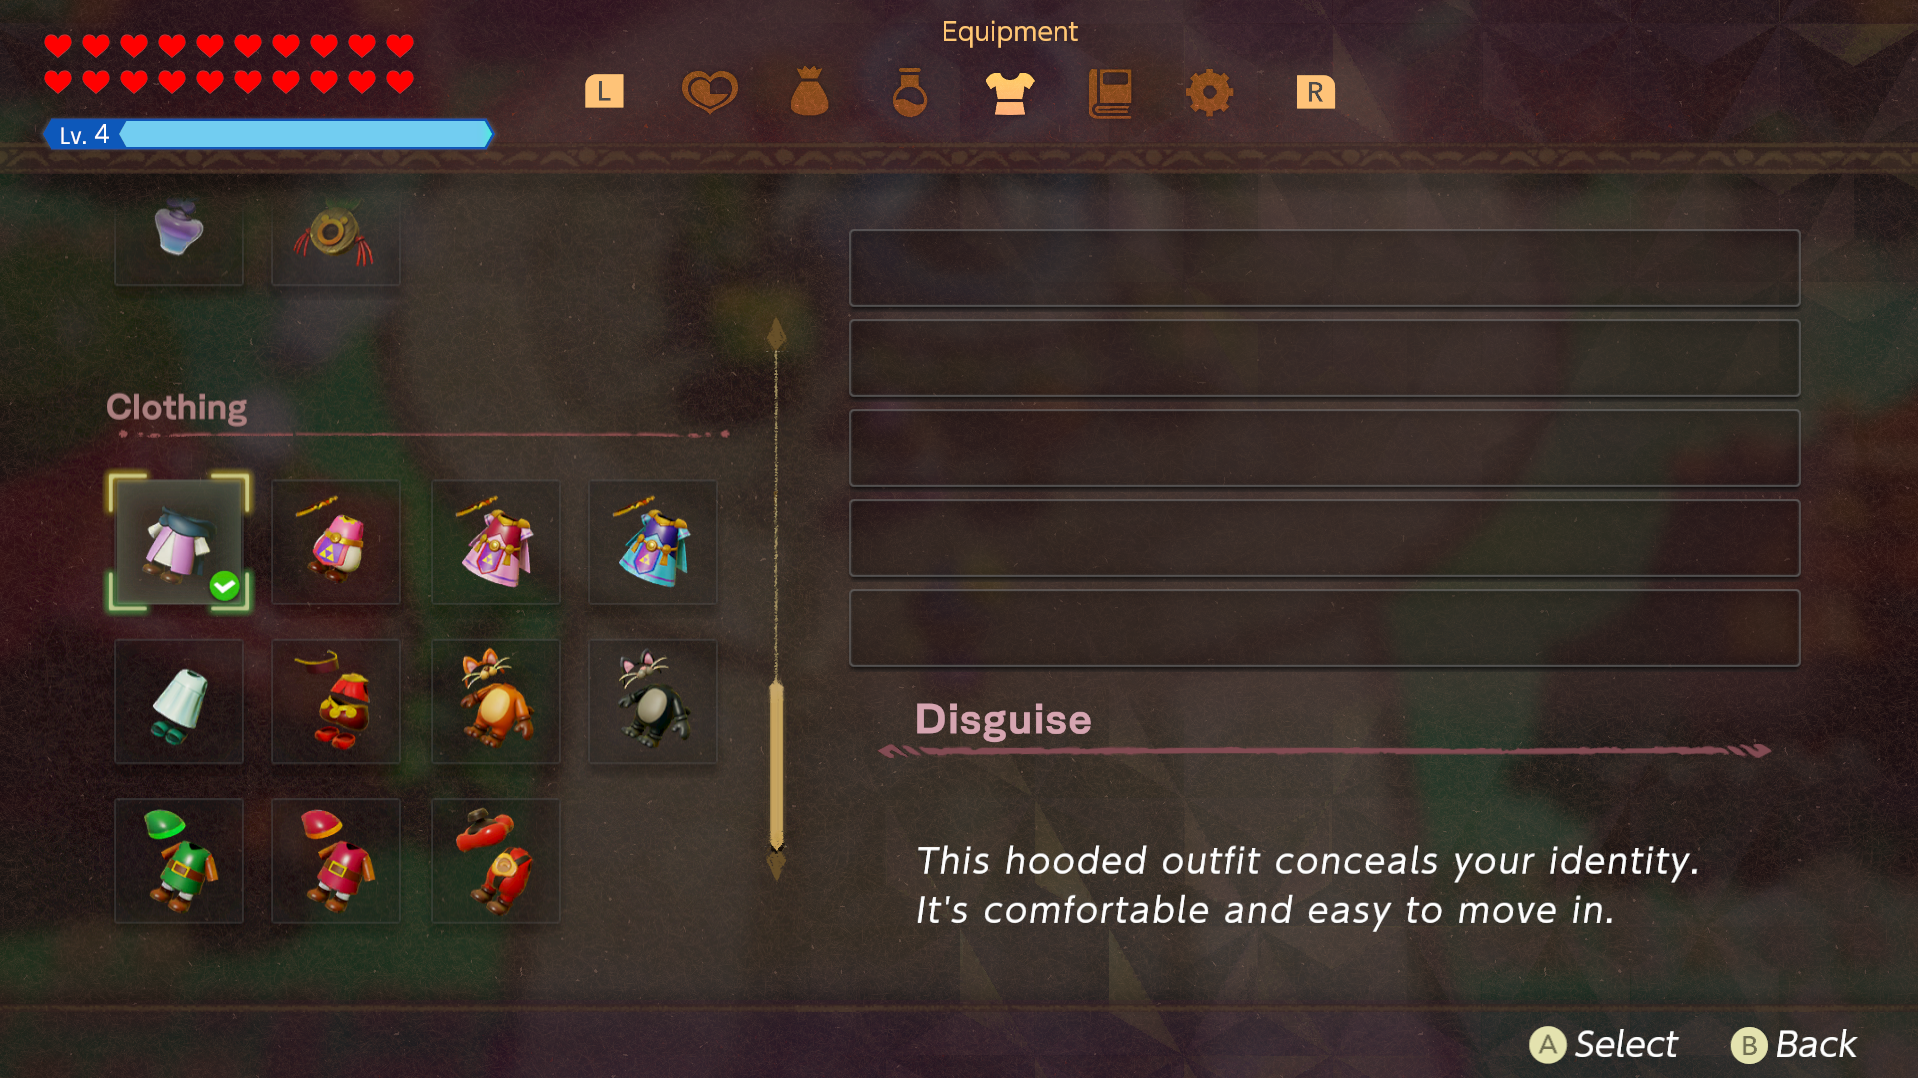 Equipment
L
R
Lv. 4
Clothing
Disguise
This hooded outfit conceals your identity.
It's comfortable and easy to move in.
A Select
B Back